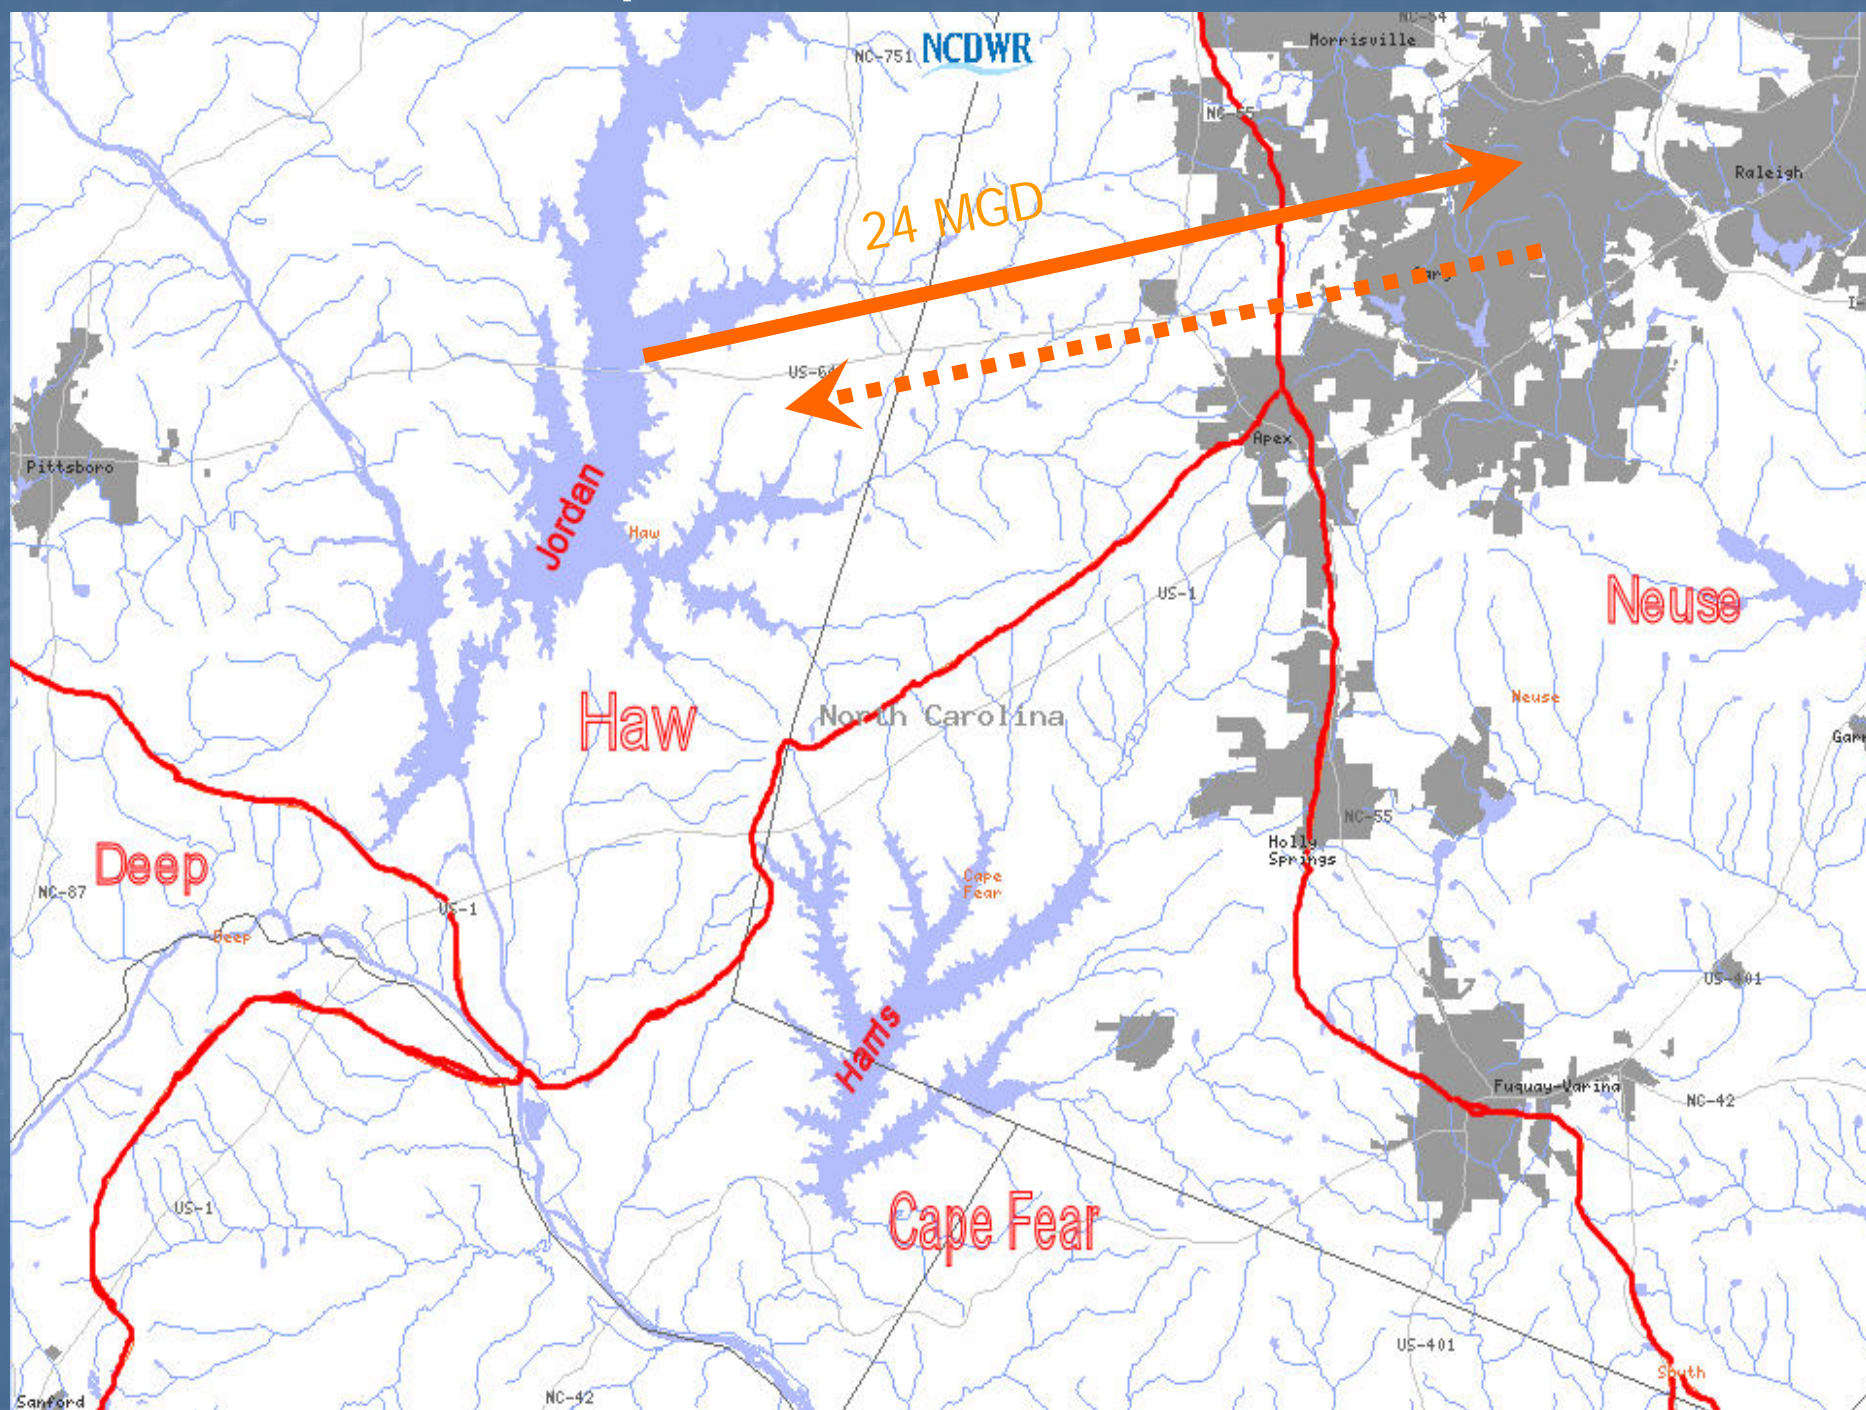 NC-54
Morrisville
NC-751
NCDWR
NC-55
Raleigh
24 MGD
US-64
Apex
Pittsboro
Jordan
Haw
US-1
Neuse
Neuse
Haw
North Carolina
NC-55
Holly
Springs
Deep
NC-87
Cape
Fear
US-1
Deep
US-401
Harris
Fuquay-Varina
NC-42
US-1
Cape Fear
US-401
South
NC-42
Sanford